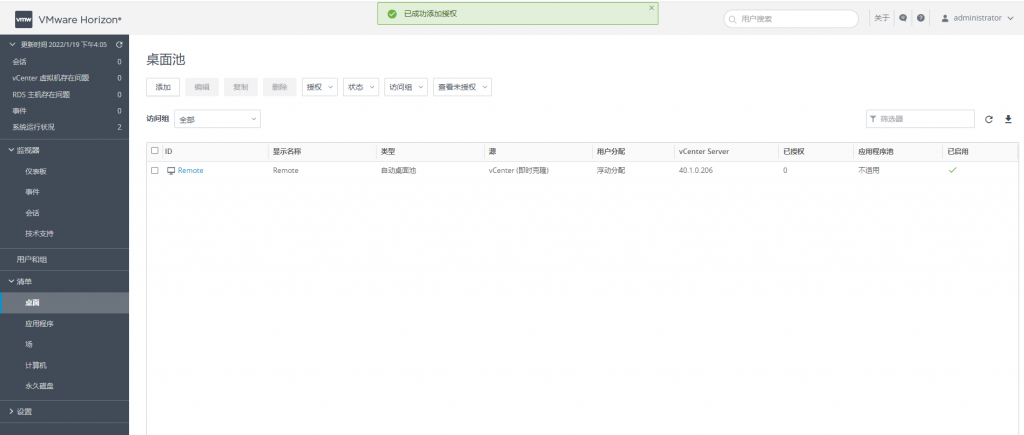 vmw VMware Horizon®
已成功添加授权
用户搜索
关于
administrator
更新时间 2022/1/19 下午4:05
会话 0
vCenter 虚拟机存在问题 0
RDS 主机存在问题 0
事件 0
系统运行状况 2
监视器
仪表板
事件
会话
技术支持
用户和组
清单
桌面
应用程序
场
计算机
永久磁盘
设置
桌面池
添加 编辑 复制 删除 授权 状态 访问组 查看未授权
访问组 全部
筛选器
ID 显示名称 类型 源 用户分配 vCenter Server 已授权 应用程序池 已启用
Remote Remote 自动桌面池 vCenter (即时克隆) 浮动分配 40.1.0.206 0 不适用